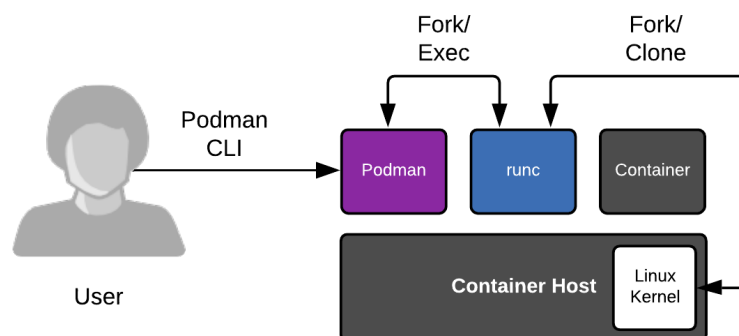 Fork/
Exec
Fork/
Clone
Podman
CLI
Podman
runc
Container
User
Container Host
Linux
Kernel